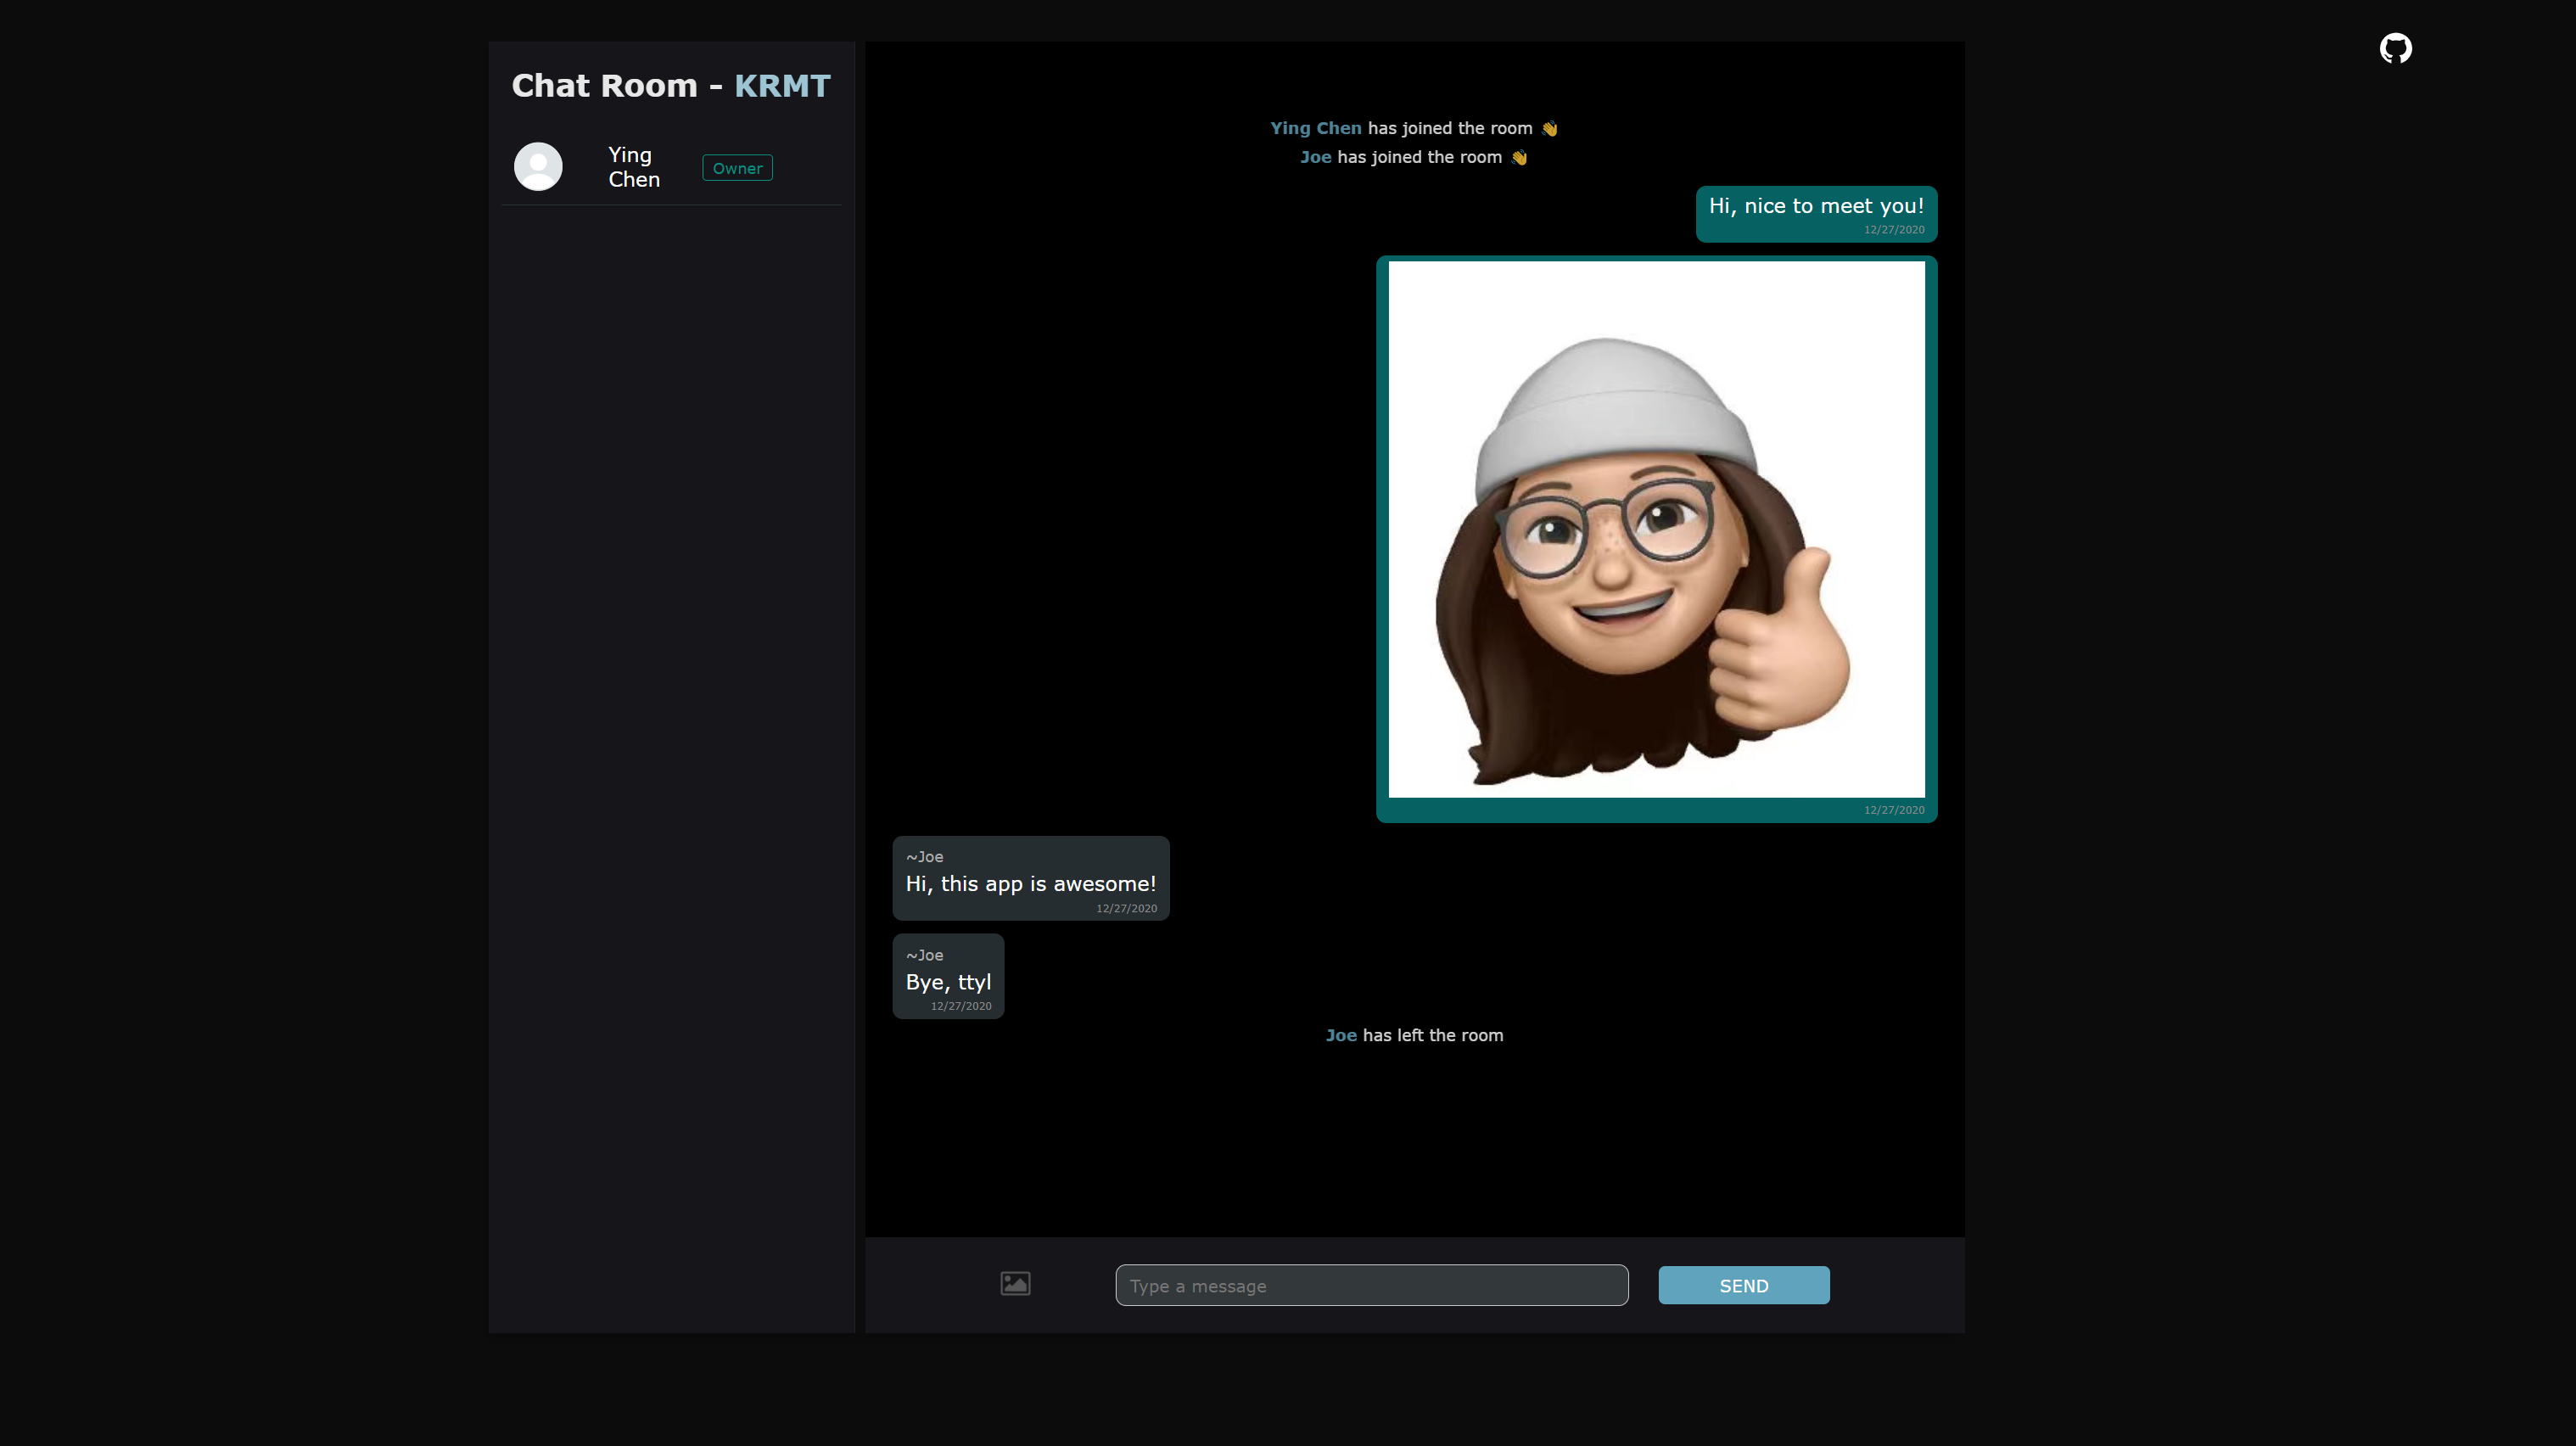 Chat Room - KRMT
Ying
Chen
Owner
Ying Chen has joined the room 👋
Joe has joined the room 👋
Hi, nice to meet you!
12/27/2020
12/27/2020
~Joe
Hi, this app is awesome!
12/27/2020
~Joe
Bye, ttyl
12/27/2020
Joe has left the room
Type a message
SEND